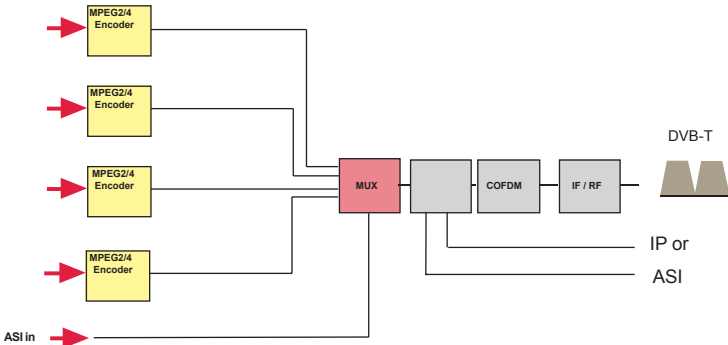 MPEG2/4
Encoder
MPEG2/4
Encoder
MPEG2/4
Encoder
MPEG2/4
Encoder
ASI in
MUX
COFDM
IF / RF
DVB-T
IP or
ASI